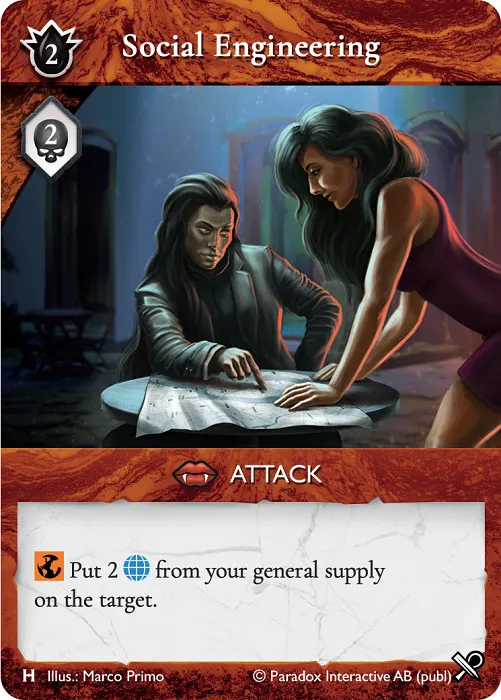 2
Social Engineering
2
ATTACK
Put 2 from your general supply
on the target.
H Illus.: Marco Primo © Paradox Interactive AB (publ)